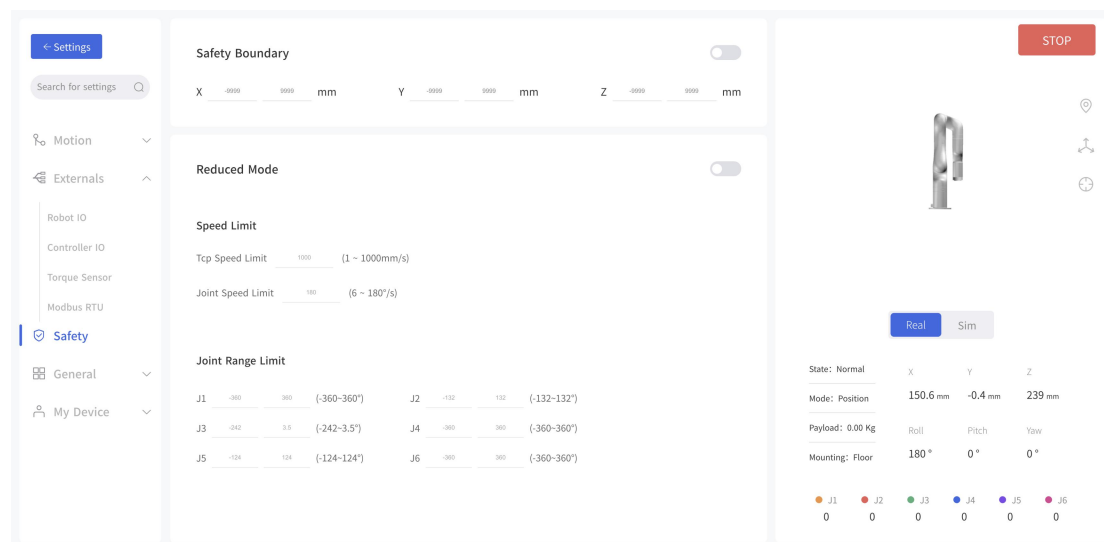 ← Settings
Search for settings
Motion
Externals
Robot IO
Controller IO
Torque Sensor
Modbus RTU
Safety
General
My Device
Safety Boundary
X -9999 9999 mm Y -9999 9999 mm Z -9999 9999 mm
Reduced Mode
Speed Limit
Tcp Speed Limit 1000 (1 ~ 1000mm/s)
Joint Speed Limit 180 (6 ~ 180°/s)
Joint Range Limit
J1 -360 360 (-360~360°) J2 -132 132 (-132~132°)
J3 -242 3.5 (-242~3.5°) J4 -360 360 (-360~360°)
J5 -124 124 (-124~124°) J6 -360 360 (-360~360°)
STOP
Real Sim
State: Normal
Mode: Position
Payload: 0.00 Kg
Mounting: Floor
X Y Z
150.6 mm -0.4 mm 239 mm
Roll Pitch Yaw
180 ° 0 ° 0 °
J1 J2 J3 J4 J5 J6
0 0 0 0 0 0